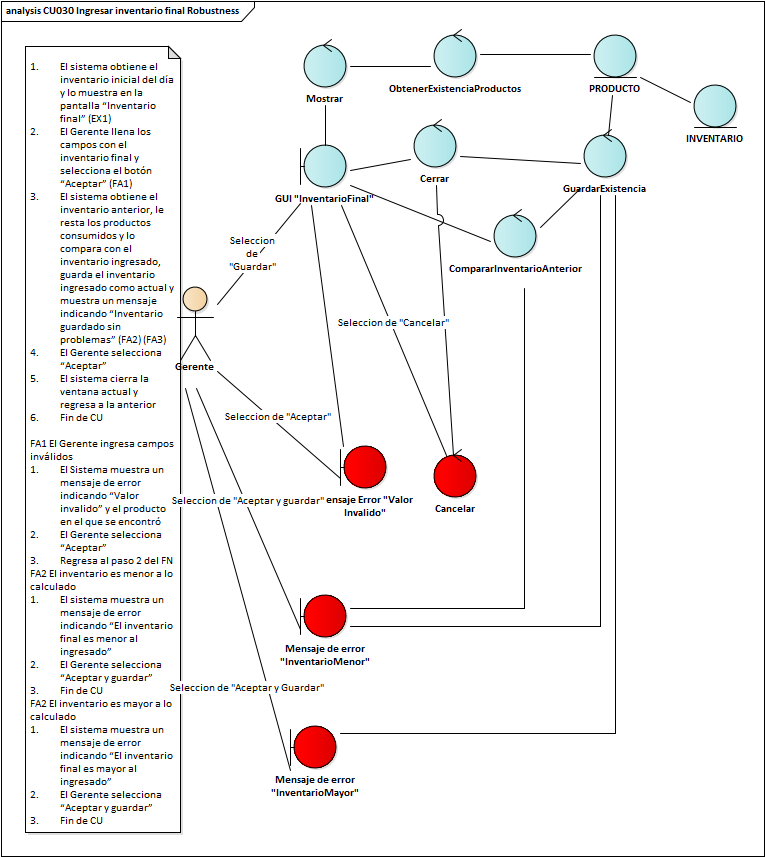 analysis CU030 Ingresar inventario final Robustness
1. El sistema obtiene el
inventario inicial del día
y lo muestra en la
pantalla “Inventario
final” (EX1)
2. El Gerente llena los
campos con el
inventario final y
selecciona el botón
“Aceptar” (FA1)
3. El sistema obtiene el
inventario anterior, le
resta los productos
consumidos y lo
compara con el
inventario ingresado,
guarda el inventario
ingresado como actual y
muestra un mensaje
indicando “Inventario
guardado sin
problemas” (FA2) (FA3)
4. El Gerente selecciona
“Aceptar”
5. El sistema cierra la
ventana actual y
regresa a la anterior
6. Fin de CU
FA1 El Gerente ingresa campos
inválidos
1. El Sistema muestra un
mensaje de error
indicando “Valor
invalido” y el producto
en el que se encontró
2. El Gerente selecciona
“Aceptar”
3. Regresa al paso 2 del FN
FA2 El inventario es menor a lo
calculado
1. El sistema muestra un
mensaje de error
indicando “El inventario
final es menor al
ingresado”
2. El Gerente selecciona
“Aceptar y guardar”
3. Fin de CU
FA2 El inventario es mayor a lo
calculado
1. El sistema muestra un
mensaje de error
indicando “El inventario
final es mayor al
ingresado”
2. El Gerente selecciona
“Aceptar y guardar”
3. Fin de CU
Mostrar
ObtenerExistenciaProductos
PRODUCTO
INVENTARIO
GUI "InventarioFinal"
Cerrar
GuardarExistencia
CompararInventarioAnterior
Seleccion
de
"Guardar"
Seleccion de "Cancelar"
Gerente
Seleccion de "Aceptar"
Seleccion de "Aceptar y guardar"
ensaje Error "Valor
Invalido"
Cancelar
Mensaje de error
"InventarioMenor"
Seleccion de "Aceptar y Guardar"
Mensaje de error
"InventarioMayor"